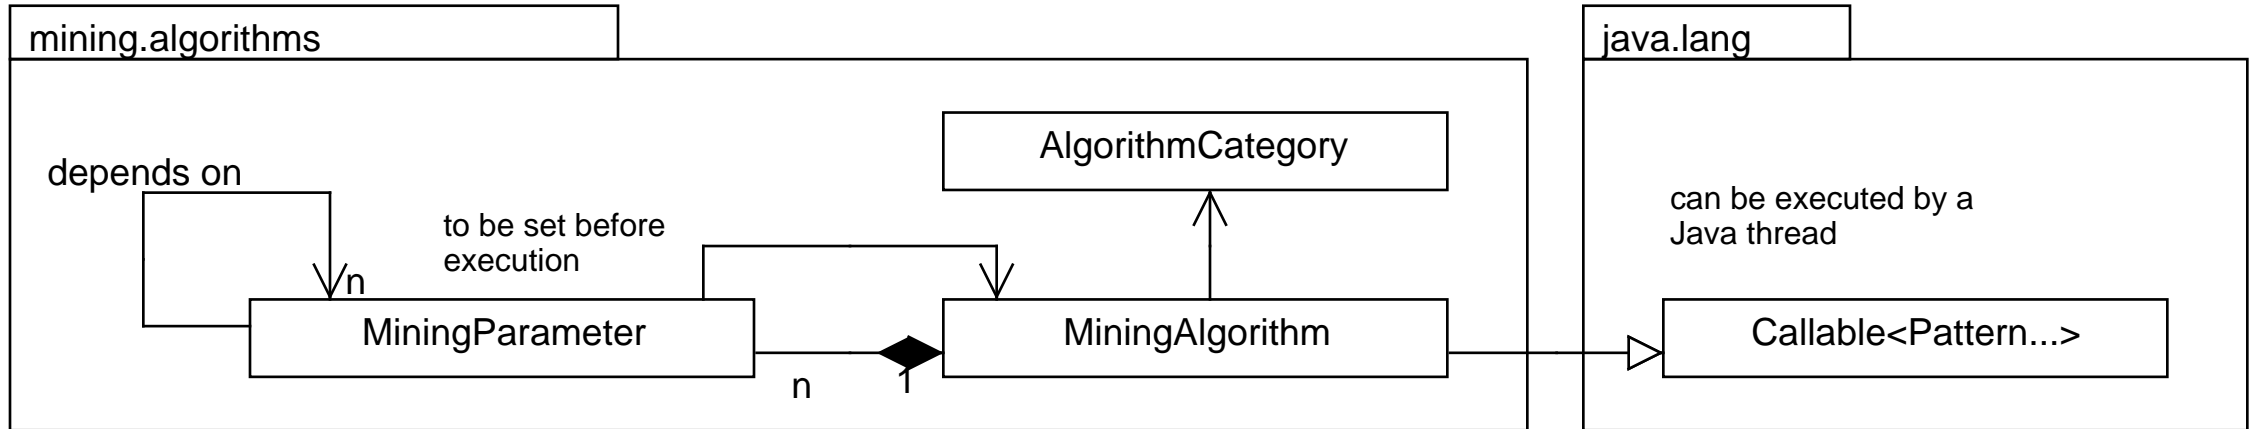 mining.algorithms
java.lang
AlgorithmCategory
depends on
can be executed by a
Java thread
to be set before
execution
n
MiningParameter
MiningAlgorithm
Callable<Pattern...>
n
1